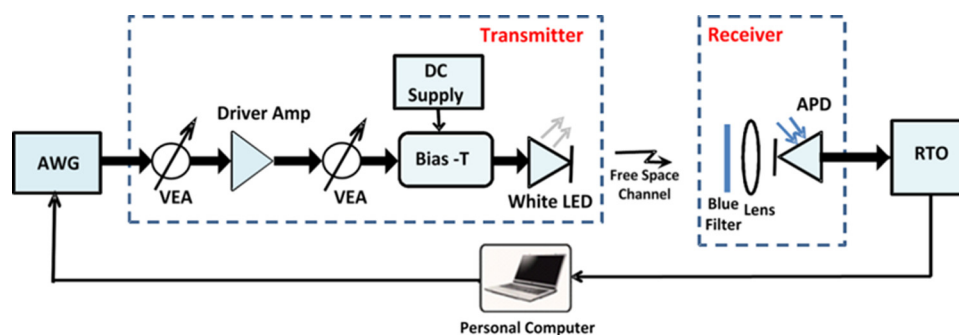 Transmitter
Receiver
DC
Supply
Driver Amp
APD
AWG
Bias -T
RTO
VEA
VEA
White LED
Free Space
Channel
Blue
Filter
Lens
Personal Computer